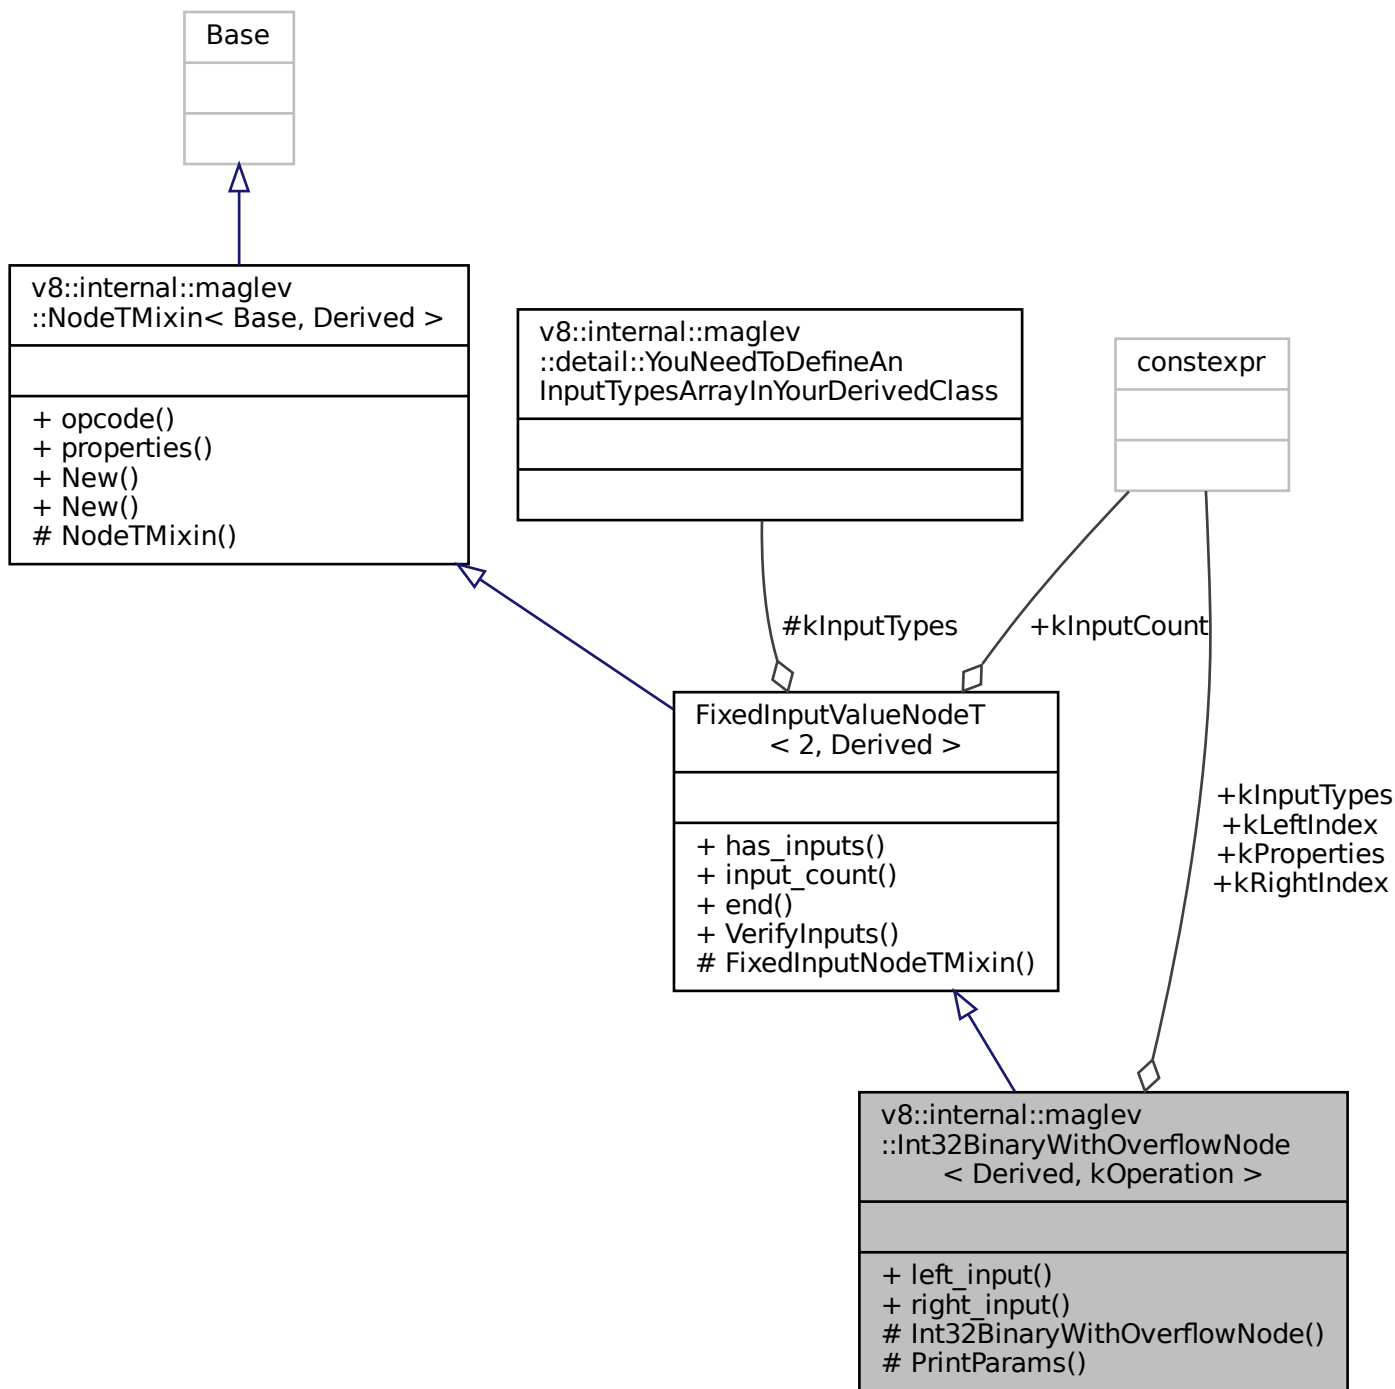 Base
v8::internal::maglev
::NodeTMixin< Base, Derived >
+ opcode()
+ properties()
+ New()
+ New()
# NodeTMixin()
v8::internal::maglev
::detail::YouNeedToDefineAn
InputTypesArrayInYourDerivedClass
constexpr
#kInputTypes
+kInputCount
FixedInputValueNodeT
< 2, Derived >
+ has_inputs()
+ input_count()
+ end()
+ VerifyInputs()
# FixedInputNodeTMixin()
+kInputTypes
+kLeftIndex
+kProperties
+kRightIndex
v8::internal::maglev
::Int32BinaryWithOverflowNode
< Derived, kOperation >
+ left_input()
+ right_input()
# Int32BinaryWithOverflowNode()
# PrintParams()